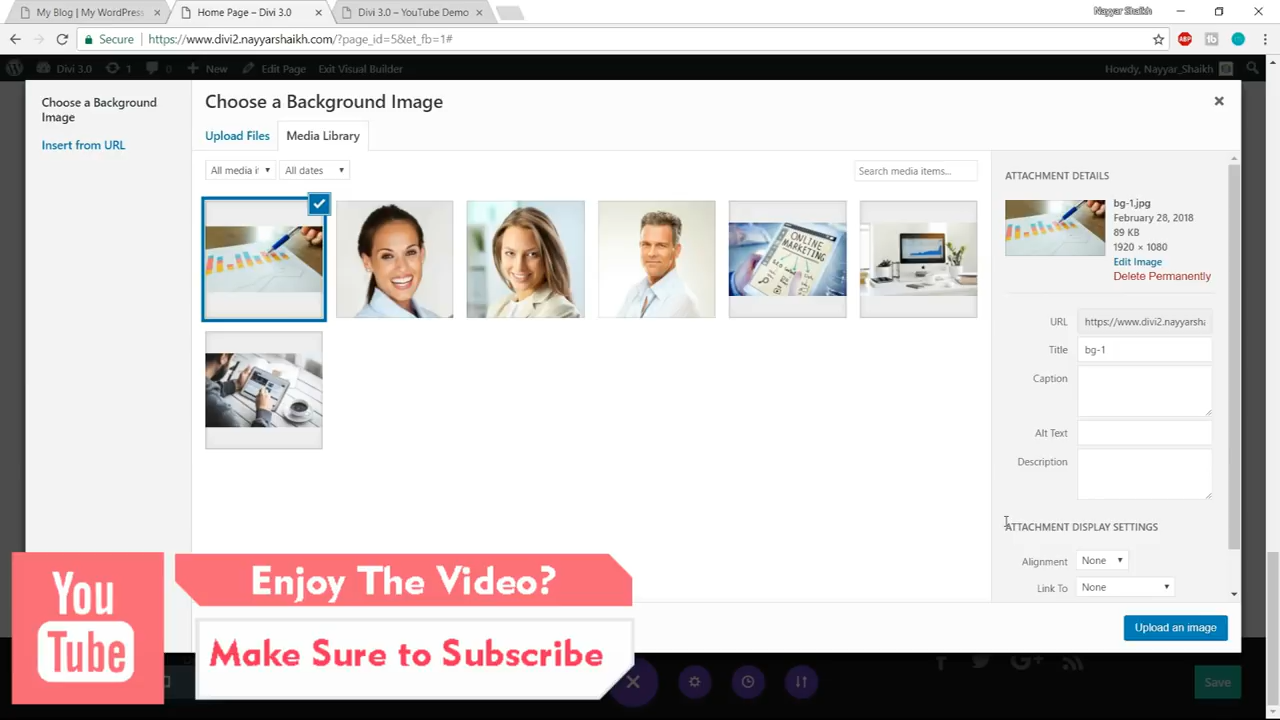 My Blog | My WordPress
Home Page – Divi 3.0
Divi 3.0 – YouTube Demo
Nayyar Shaikh
Secure
https://www.divi2.nayyarshaikh.com/?page_id=5&et_fb=1#
ABP
Divi 3.0
1
0
New
Edit Page
Exit Visual Builder
Howdy, Nayyar_Shaikh
Choose a Background
Image
Insert from URL
Choose a Background Image
Upload Files
Media Library
All media i
All dates
Search media items...
ONLINE
MARKETING
ATTACHMENT DETAILS
bg-1.jpg
February 28, 2018
89 KB
1920 × 1080
Edit Image
Delete Permanently
URL
https://www.divi2.nayyarsha
Title
bg-1
Caption
Alt Text
Description
ATTACHMENT DISPLAY SETTINGS
Alignment
None
Link To
None
Upload an image
You
Tube
Enjoy The Video?
Make Sure to Subscribe
Save